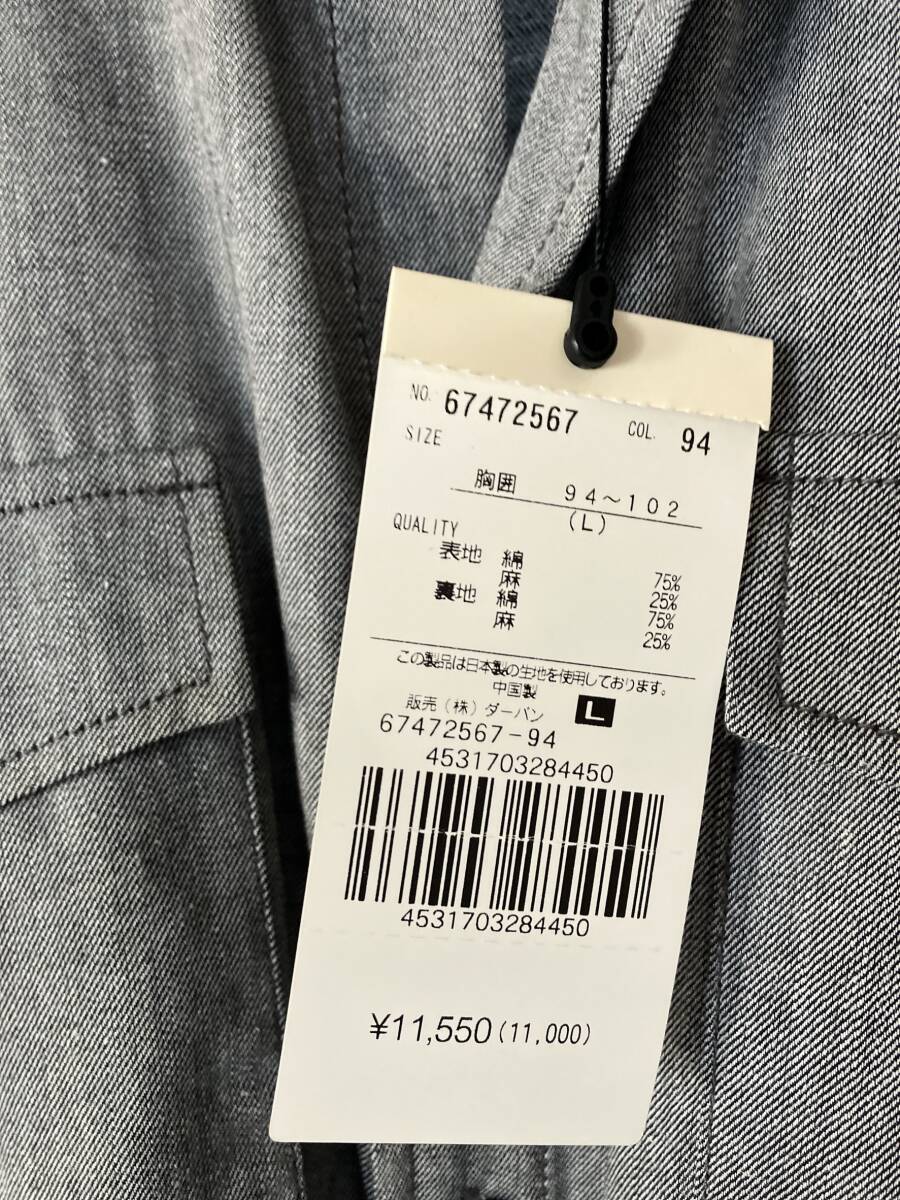 NO. 67472567 COL. 94
SIZE
胸囲 94~102
(L)
QUALITY
表地 綿 75%
麻 25%
裏地 綿 75%
麻 25%
この製品は日本製の生地を使用しております。
中国製
販売(株)ダーバン L
67472567-94
4531703284450
4531703284450
¥11,550(11,000)